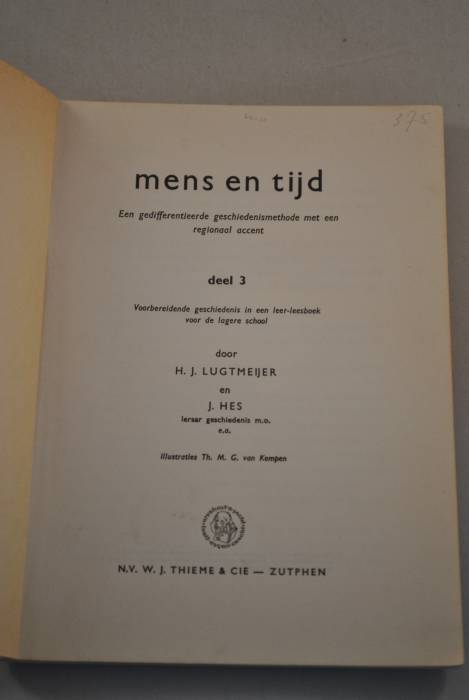 375
mens en tijd
Een gedifferentieerde geschiedenismethode met een
regionaal accent
deel 3
Voorbereidende geschiedenis in een leer-leesboek
voor de lagere school
door
H. J. LUGTMEIJER
en
J. HES
leraar geschiedenis m.o.
e.a.
Illustraties Th. M. G. van Kempen
N.V. W. J. THIEME & CIE — ZUTPHEN